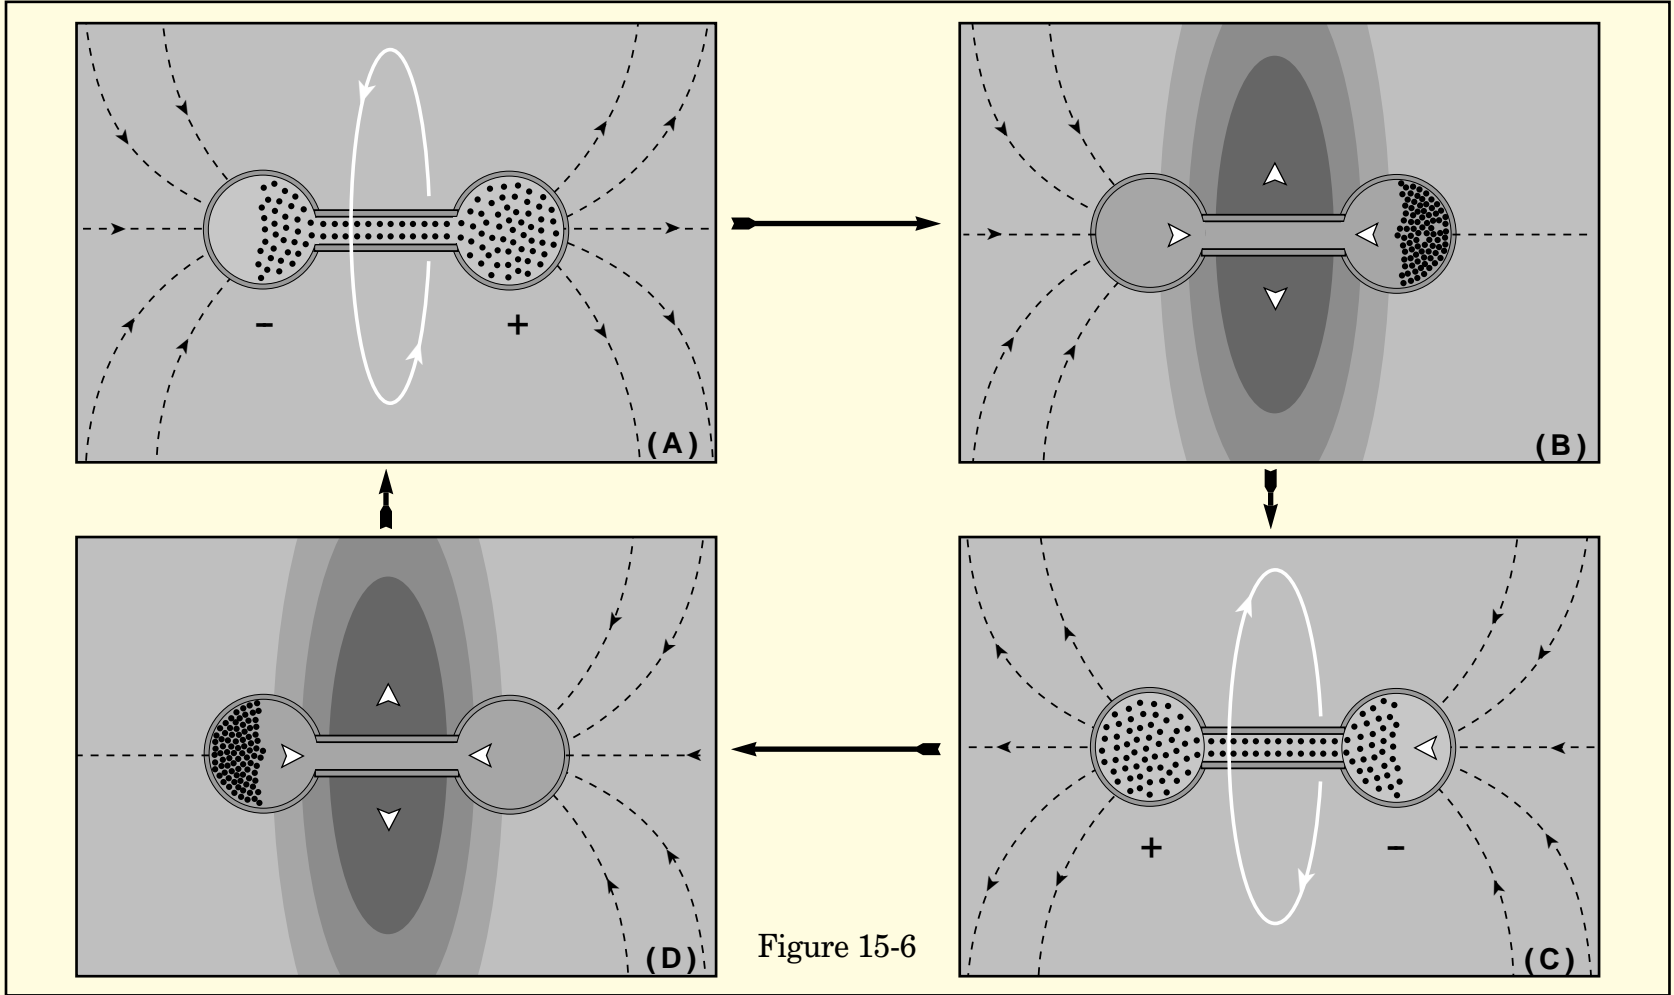 – +
(A)
(B)
(D)
Figure 15-6
+ –
(C)